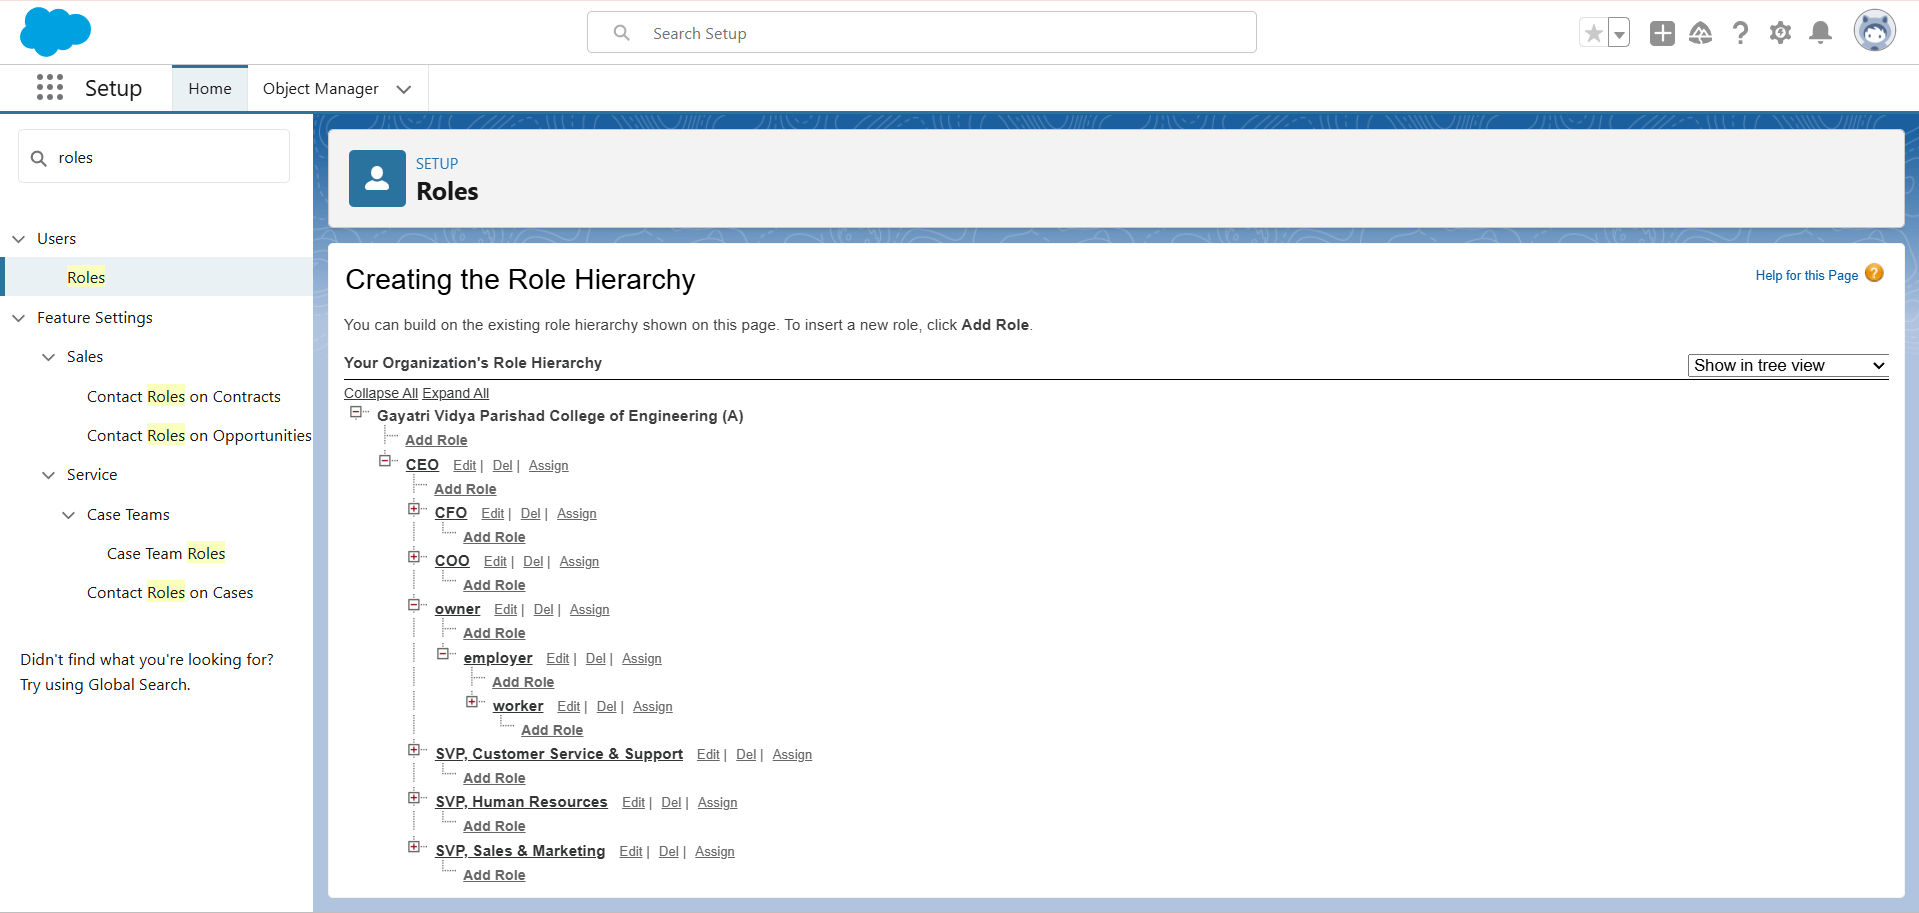 Search Setup
Setup
Home
Object Manager
roles
Users
Roles
Feature Settings
Sales
Contact Roles on Contracts
Contact Roles on Opportunities
Service
Case Teams
Case Team Roles
Contact Roles on Cases
Didn't find what you're looking for?
Try using Global Search.
SETUP
Roles
Creating the Role Hierarchy
Help for this Page ?
You can build on the existing role hierarchy shown on this page. To insert a new role, click Add Role.
Your Organization's Role Hierarchy
Show in tree view
Collapse All Expand All
Gayatri Vidya Parishad College of Engineering (A)
Add Role
CEO Edit | Del | Assign
Add Role
CFO Edit | Del | Assign
Add Role
COO Edit | Del | Assign
Add Role
owner Edit | Del | Assign
Add Role
employer Edit | Del | Assign
Add Role
worker Edit | Del | Assign
Add Role
SVP, Customer Service & Support Edit | Del | Assign
Add Role
SVP, Human Resources Edit | Del | Assign
Add Role
SVP, Sales & Marketing Edit | Del | Assign
Add Role